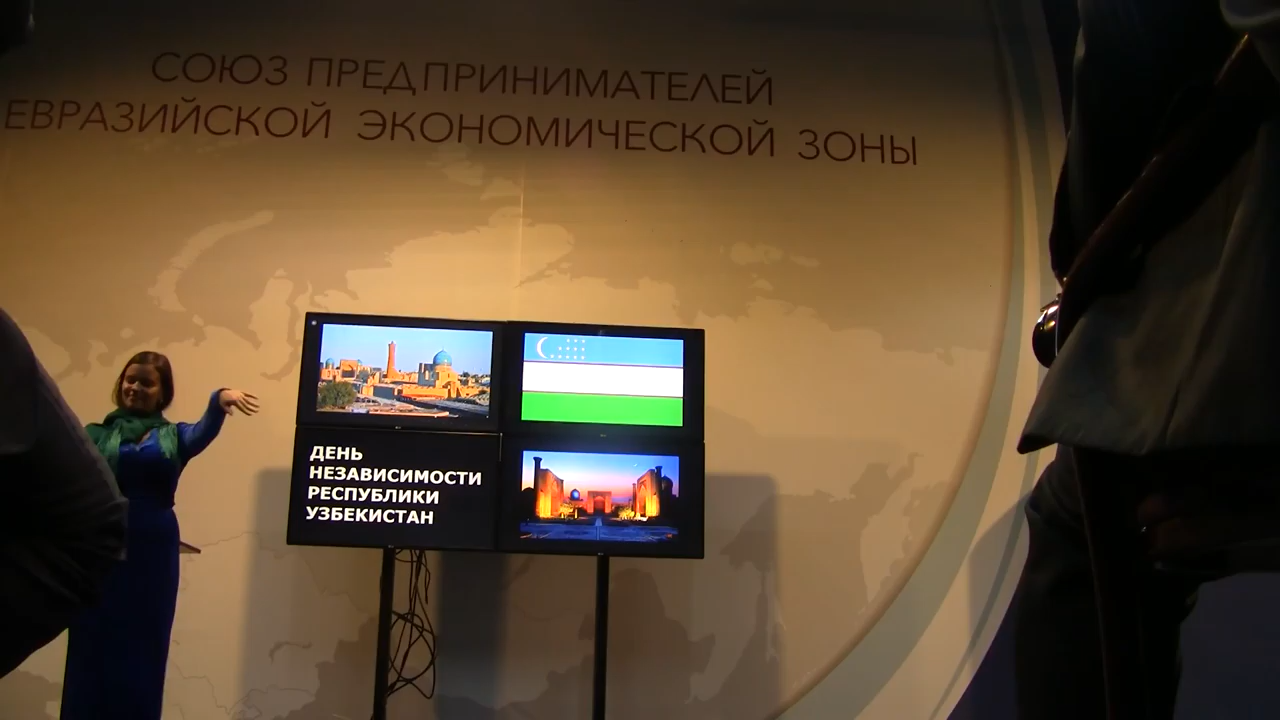 СОЮЗ ПРЕДПРИНИМАТЕЛЕЙ
ЕВРАЗИЙСКОЙ ЭКОНОМИЧЕСКОЙ ЗОНЫ
ДЕНЬ
НЕЗАВИСИМОСТИ
РЕСПУБЛИКИ
УЗБЕКИСТАН